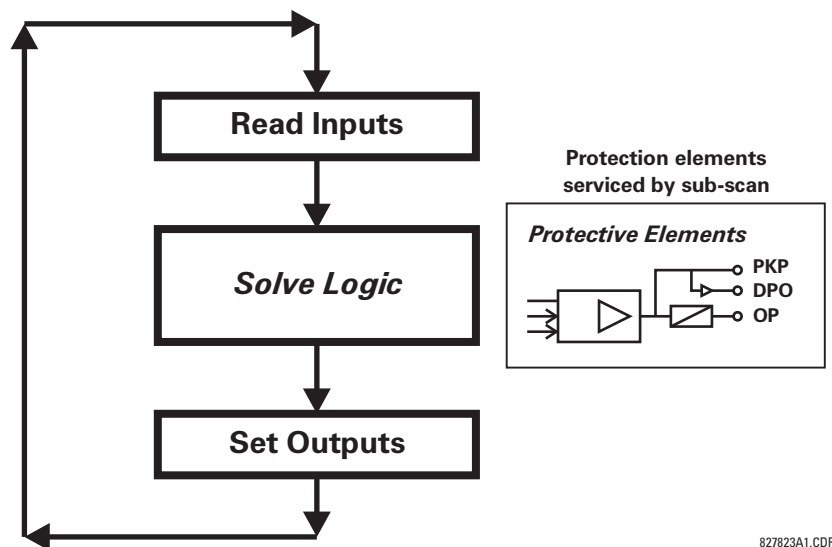 Read Inputs
Protection elements
serviced by sub-scan
Protective Elements
PKP
DPO
OP
Solve Logic
Set Outputs
827823A1.CDR